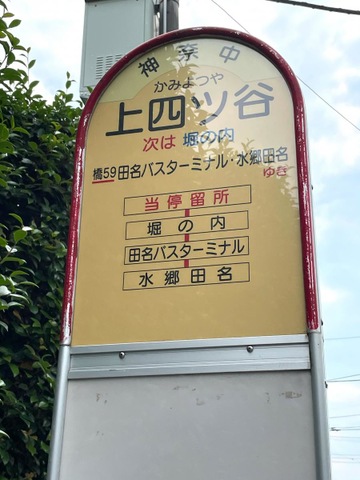 神奈中
かみよつや
上四ツ谷
次は 堀の内
橋59田名バスターミナル・水郷田名
ゆき
当停留所
堀の内
田名バスターミナル
水郷田名